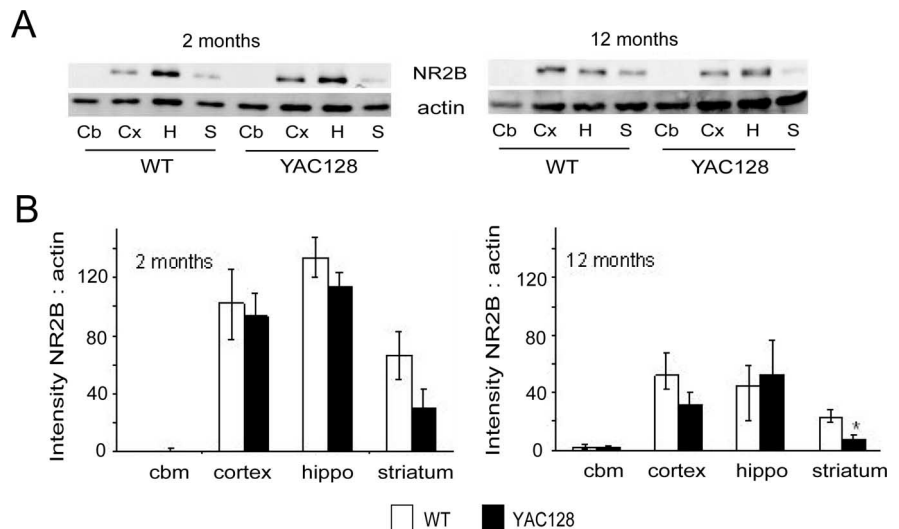 A
2 months
12 months
NR2B
actin
Cb Cx H S Cb Cx H S
WT YAC128
Cb Cx H S Cb Cx H S
WT YAC128
B
Intensity NR2B : actin
2 months
120
80
40
0
cbm cortex hippo striatum
Intensity NR2B : actin
12 months
120
80
40
0
*
cbm cortex hippo striatum
WT YAC128